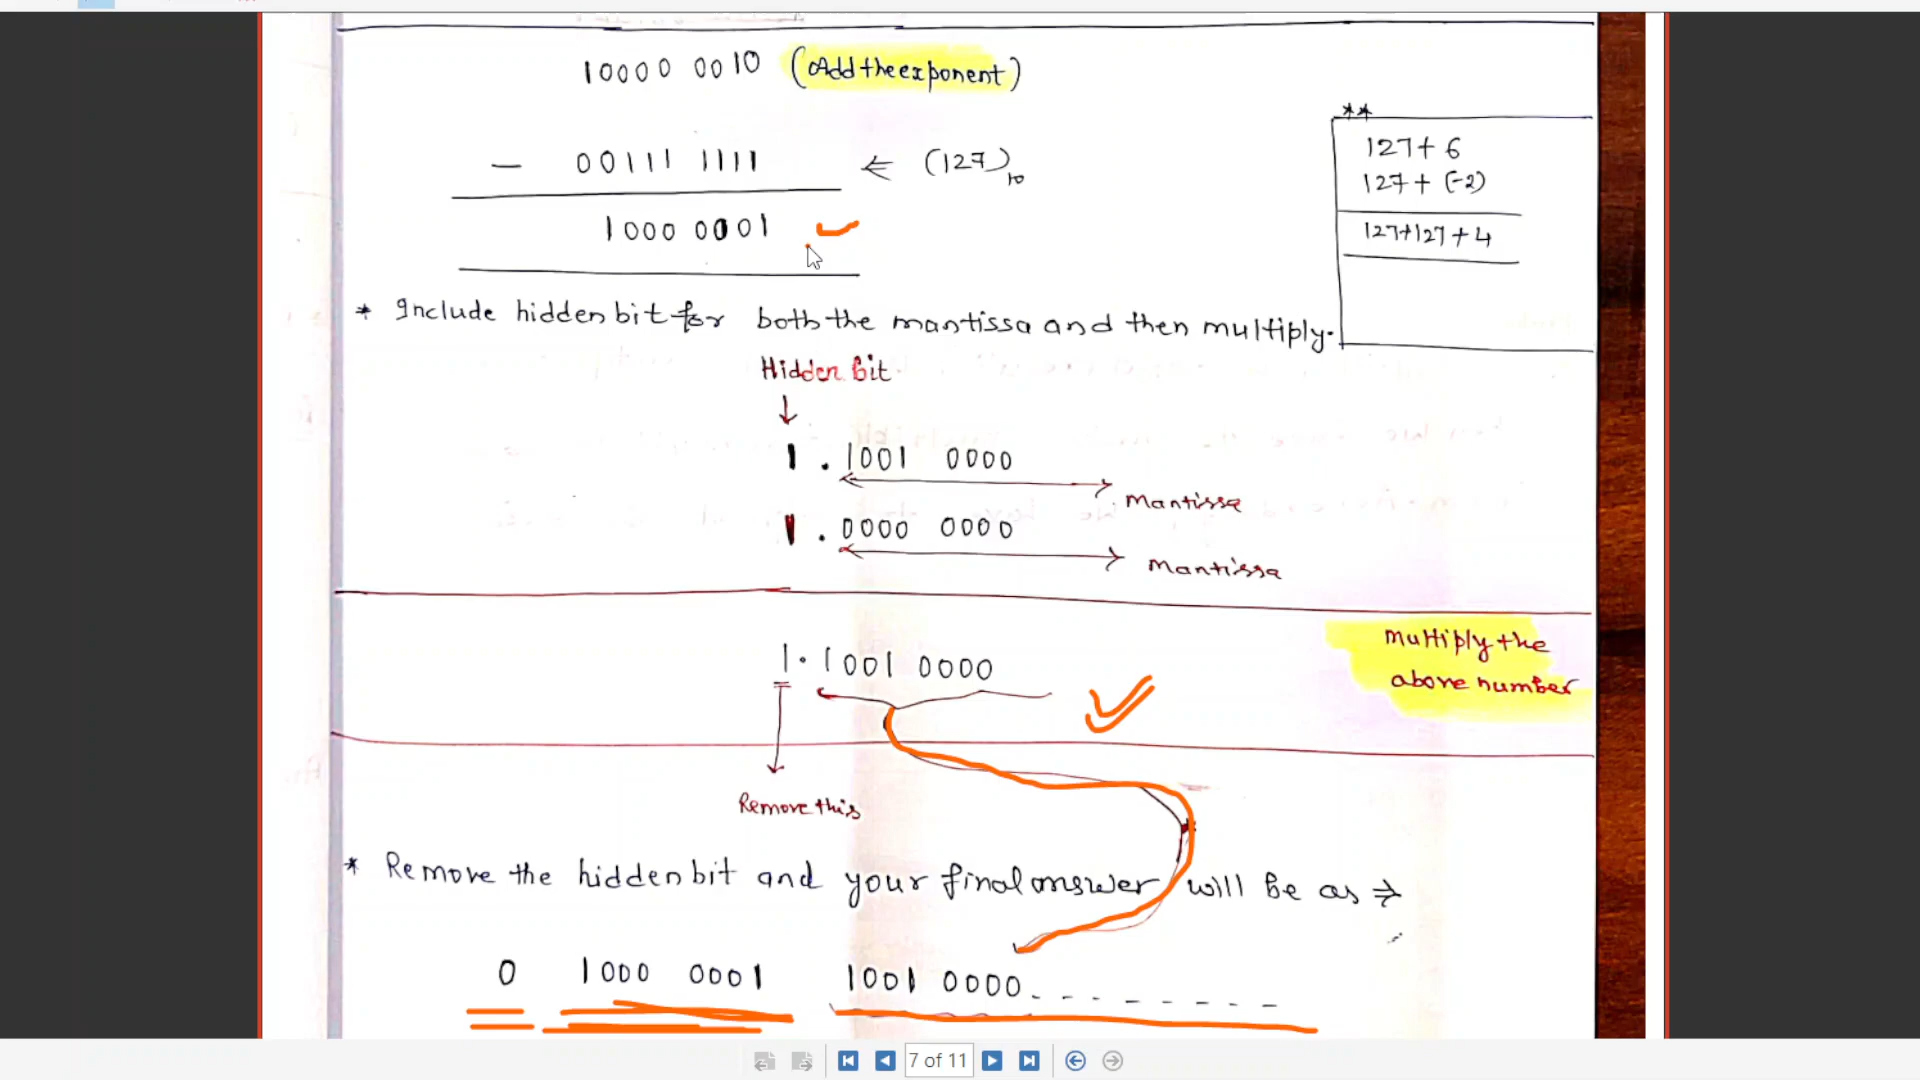 10000 0010 (Add the exponent)
**
127+ 6
127 + (-2)
127+127 + 4
− 00111 1111 ⇐ (127)10
1000 0001
* Include hidden bit for both the mantissa and then multiply.
Hidden Bit
1 . 1001 0000
Mantissa
1 . 0000 0000
Mantissa
Multiply the
above number
1 . 1001 0000
Remove this
* Remove the hidden bit and your final answer will be as ⇒
0 1000 0001 1001 0000 - - - - - - - - -
7 of 11